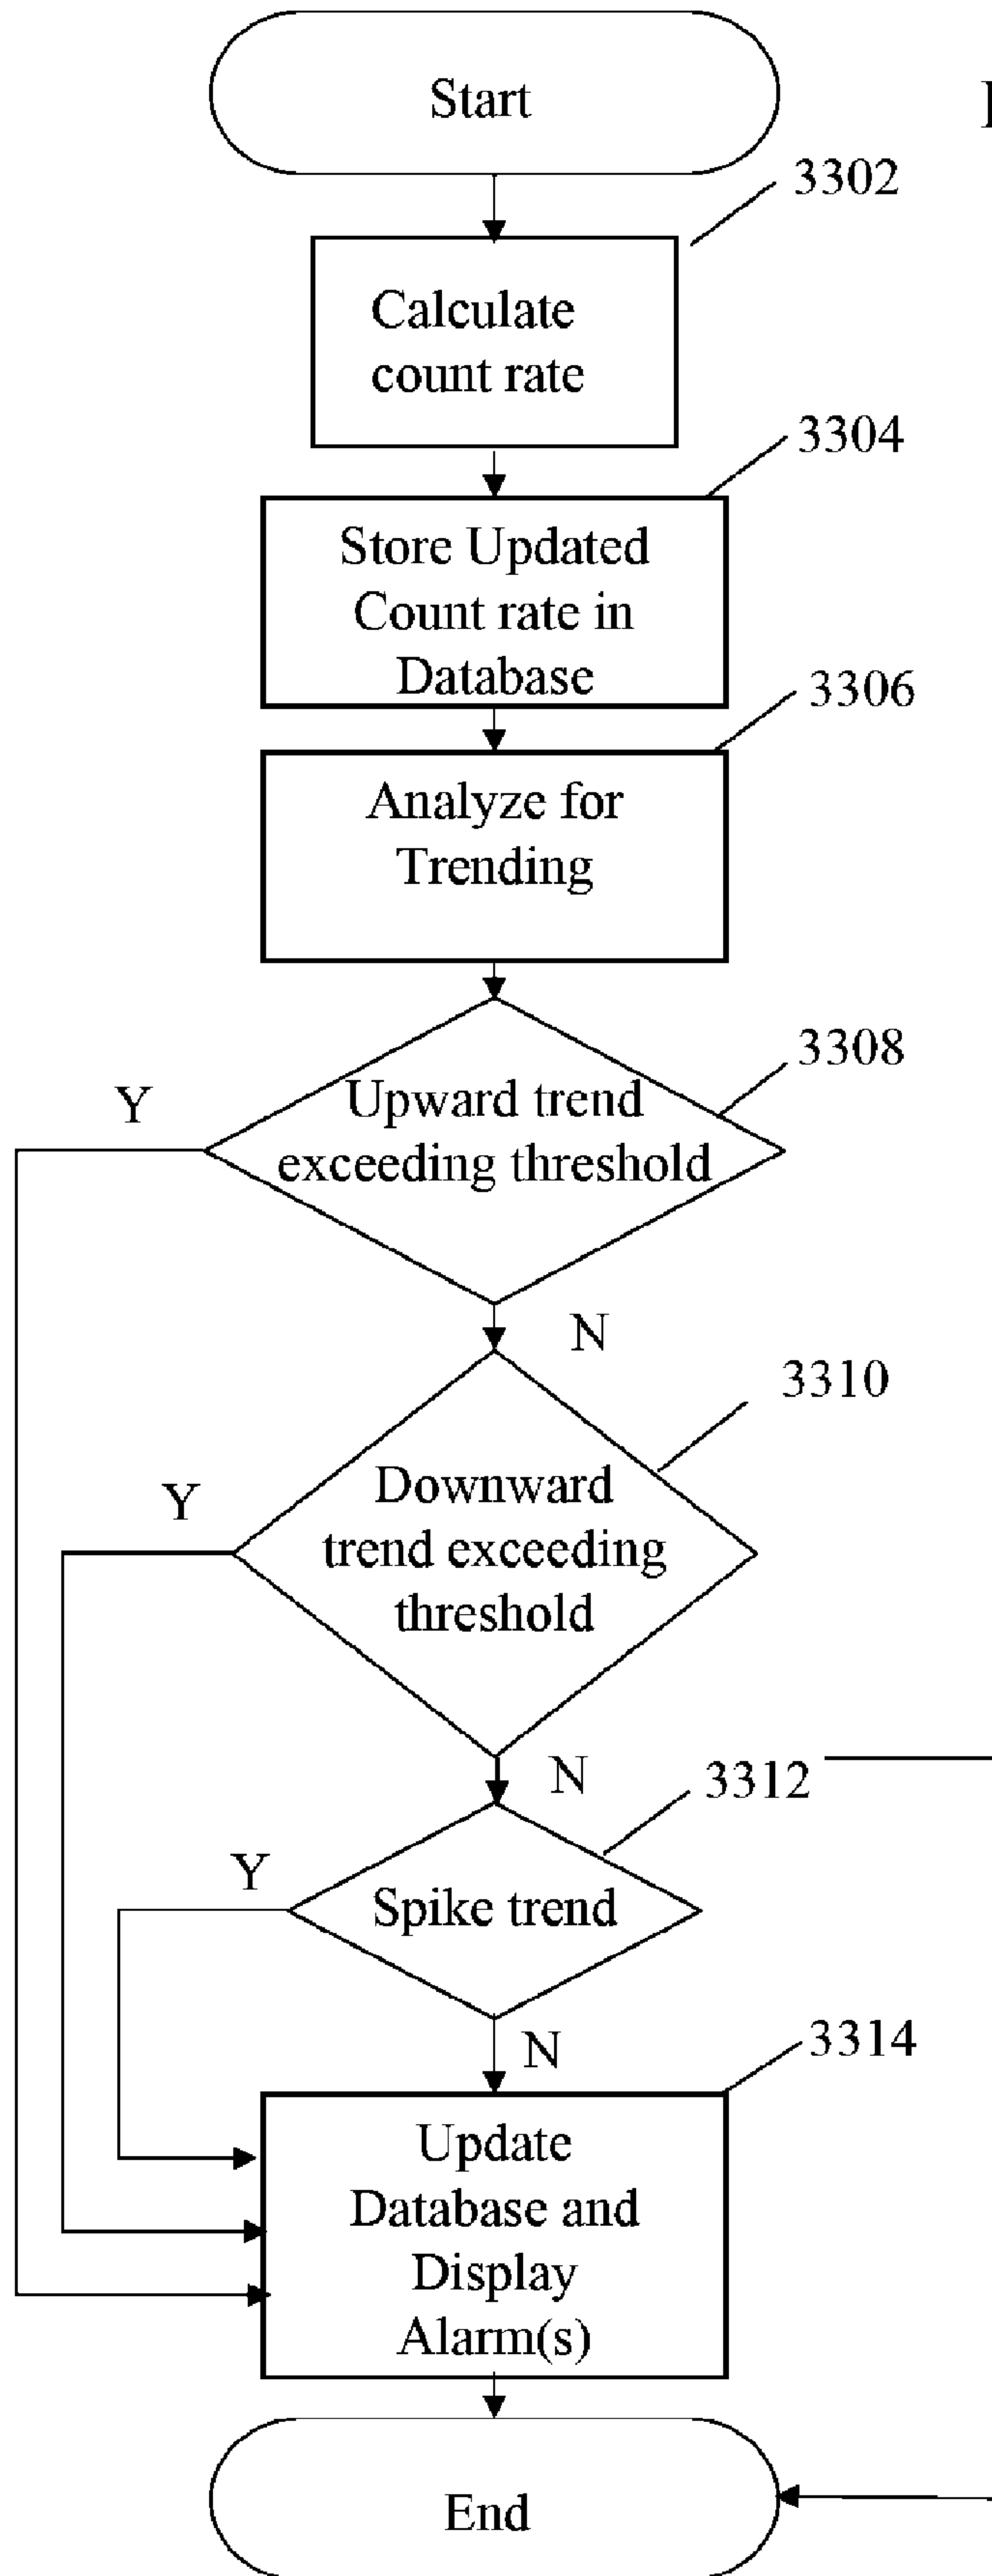 Start
3302
Calculate
count rate
3304
Store Updated
Count rate in
Database
3306
Analyze for
Trending
3308
Y
Upward trend
exceeding threshold
N
3310
Y
Downward
trend exceeding
threshold
N
3312
Y
Spike trend
N
3314
Update
Database and
Display
Alarm(s)
End